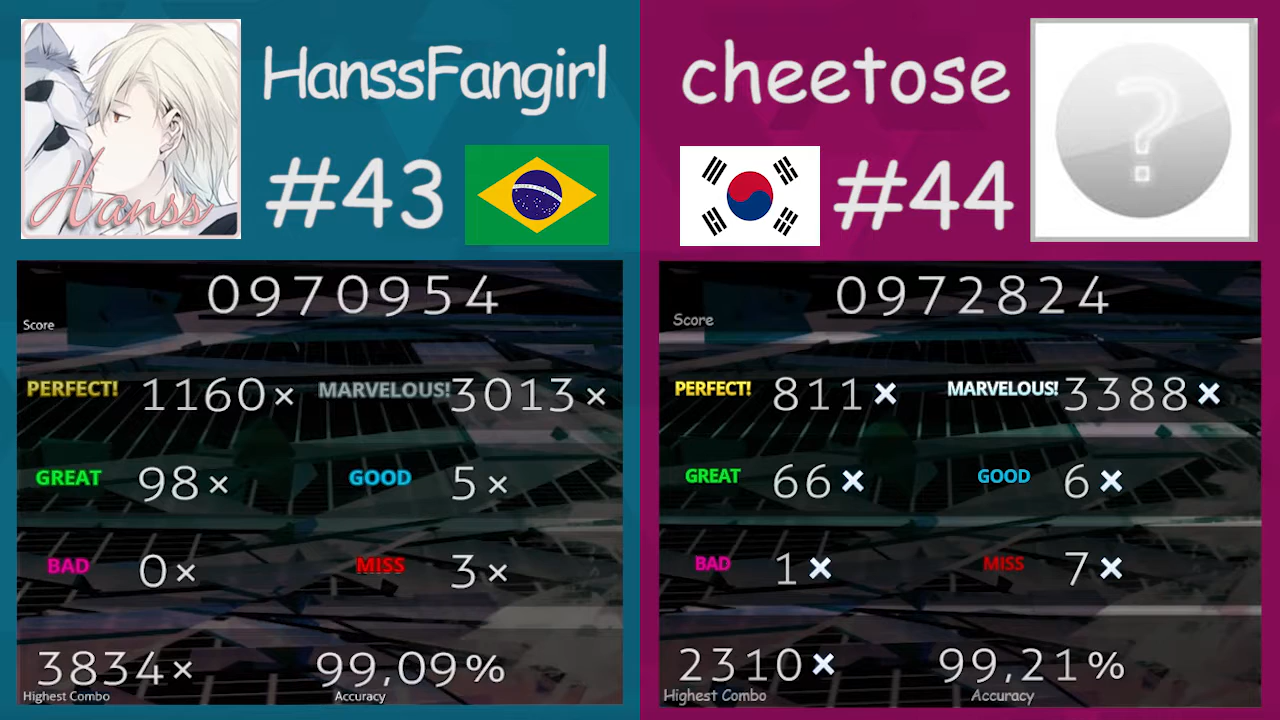 HanssFangirl
#43
Hanss
0970954
Score
PERFECT! 1160× MARVELOUS! 3013×
GREAT 98× GOOD 5×
BAD 0× MISS 3×
3834× 99,09%
Highest Combo Accuracy
cheetose
?
#44
0972824
Score
PERFECT! 811× MARVELOUS! 3388×
GREAT 66× GOOD 6×
BAD 1× MISS 7×
2310× 99,21%
Highest Combo Accuracy